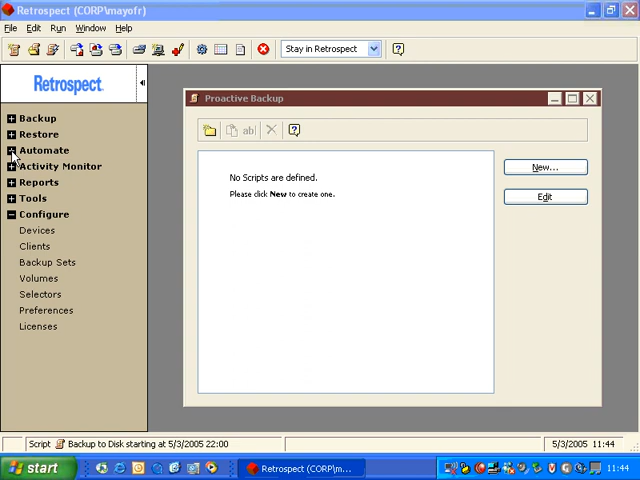 Retrospect (CORP\mayofr)
File Edit Run Window Help
Stay in Retrospect
Retrospect
Backup
Restore
Automate
Activity Monitor
Reports
Tools
Configure
Devices
Clients
Backup Sets
Volumes
Selectors
Preferences
Licenses
Proactive Backup
ab|
No Scripts are defined.
Please click New to create one.
New...
Edit
Script Backup to Disk starting at 5/3/2005 22:00
5/3/2005 11:44
start
Retrospect (CORP\m...
11:44